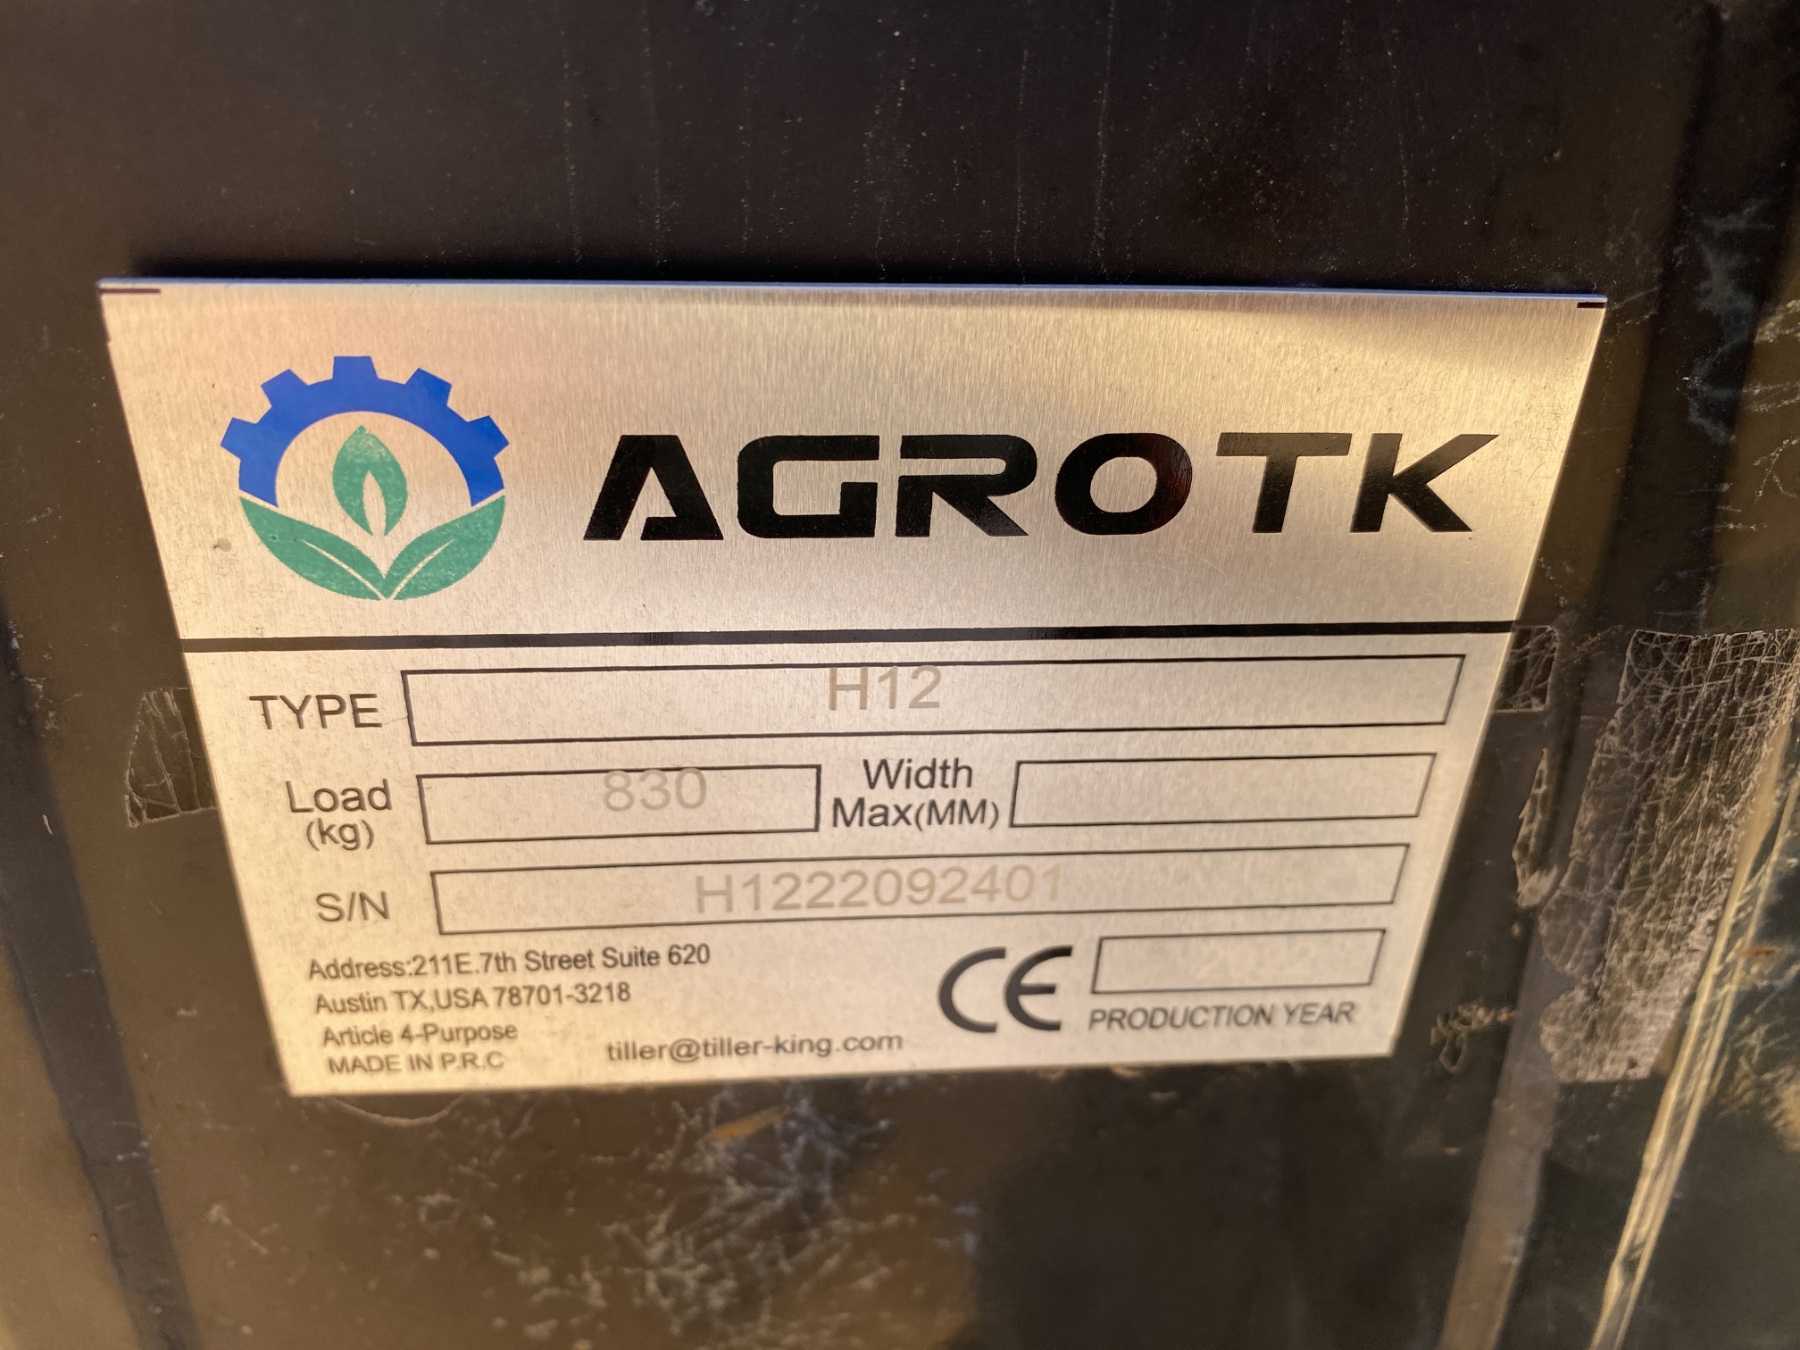 AGROTK
TYPE H12
Load (kg) 830 Width Max(MM)
S/N H1222092401
Address:211E.7th Street Suite 620
Austin TX,USA 78701-3218
Article 4-Purpose
MADE IN P.R.C
tiller@tiller-king.com
CE 2022
PRODUCTION YEAR